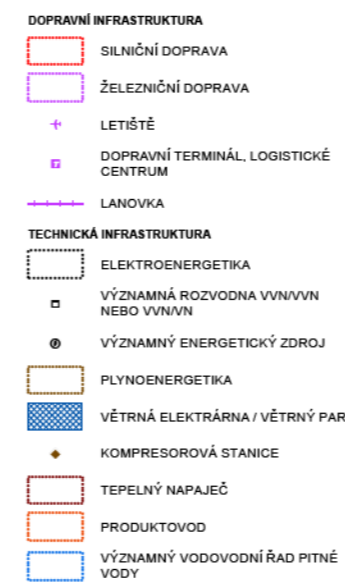 DOPRAVNÍ INFRASTRUKTURA
SILNIČNÍ DOPRAVA
ŽELEZNIČNÍ DOPRAVA
LETIŠTĚ
DOPRAVNÍ TERMINÁL, LOGISTICKÉ
CENTRUM
LANOVKA
TECHNICKÁ INFRASTRUKTURA
ELEKTROENERGETIKA
VÝZNAMNÁ ROZVODNA VVN/VVN
NEBO VVN/VN
VÝZNAMNÝ ENERGETICKÝ ZDROJ
PLYNOENERGETIKA
VĚTRNÁ ELEKTRÁRNA / VĚTRNÝ PAR
KOMPRESOROVÁ STANICE
TEPELNÝ NAPAJEČ
PRODUKTOVOD
VÝZNAMNÝ VODOVODNÍ ŘAD PITNÉ
VODY